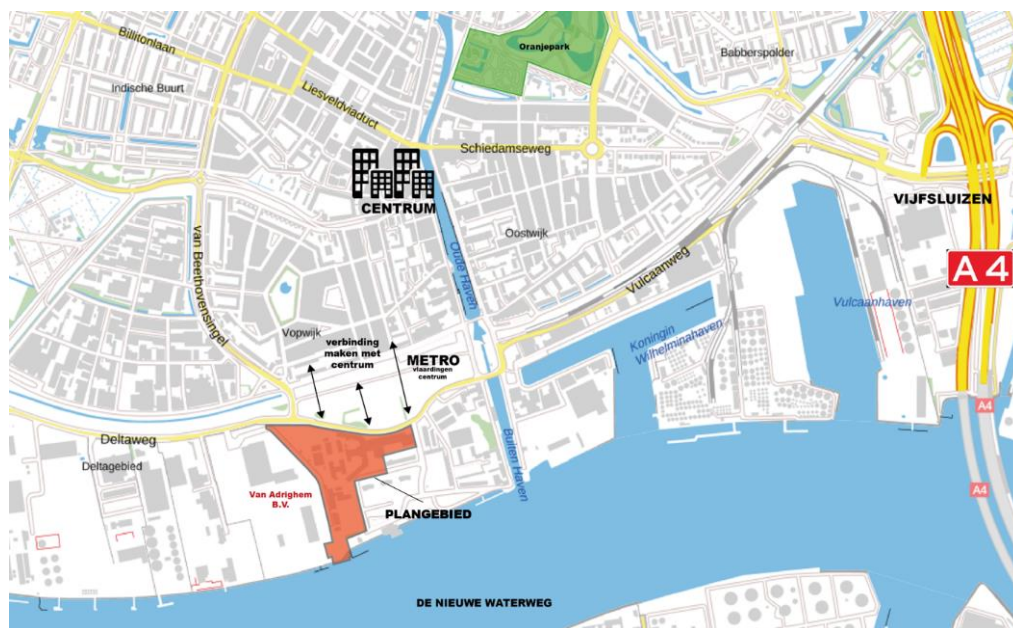 Billitonlaan
Oranjepark
Babberspolder
Indische Buurt
Liesveldviaduct
Schiedamseweg
CENTRUM
VIJFSLUIZEN
Oostwijk
Oude Haven
van Beethovensingel
Vulcaanweg
A 4
Vulcaanhaven
Koningin
Wilhelminahaven
Vopwijk
verbinding
maken met
centrum
METRO
vlaardingen
centrum
A4
Deltaweg
Deltagebied
Buiten Haven
Van Adrighem
B.V.
A4
PLANGEBIED
DE NIEUWE WATERWEG